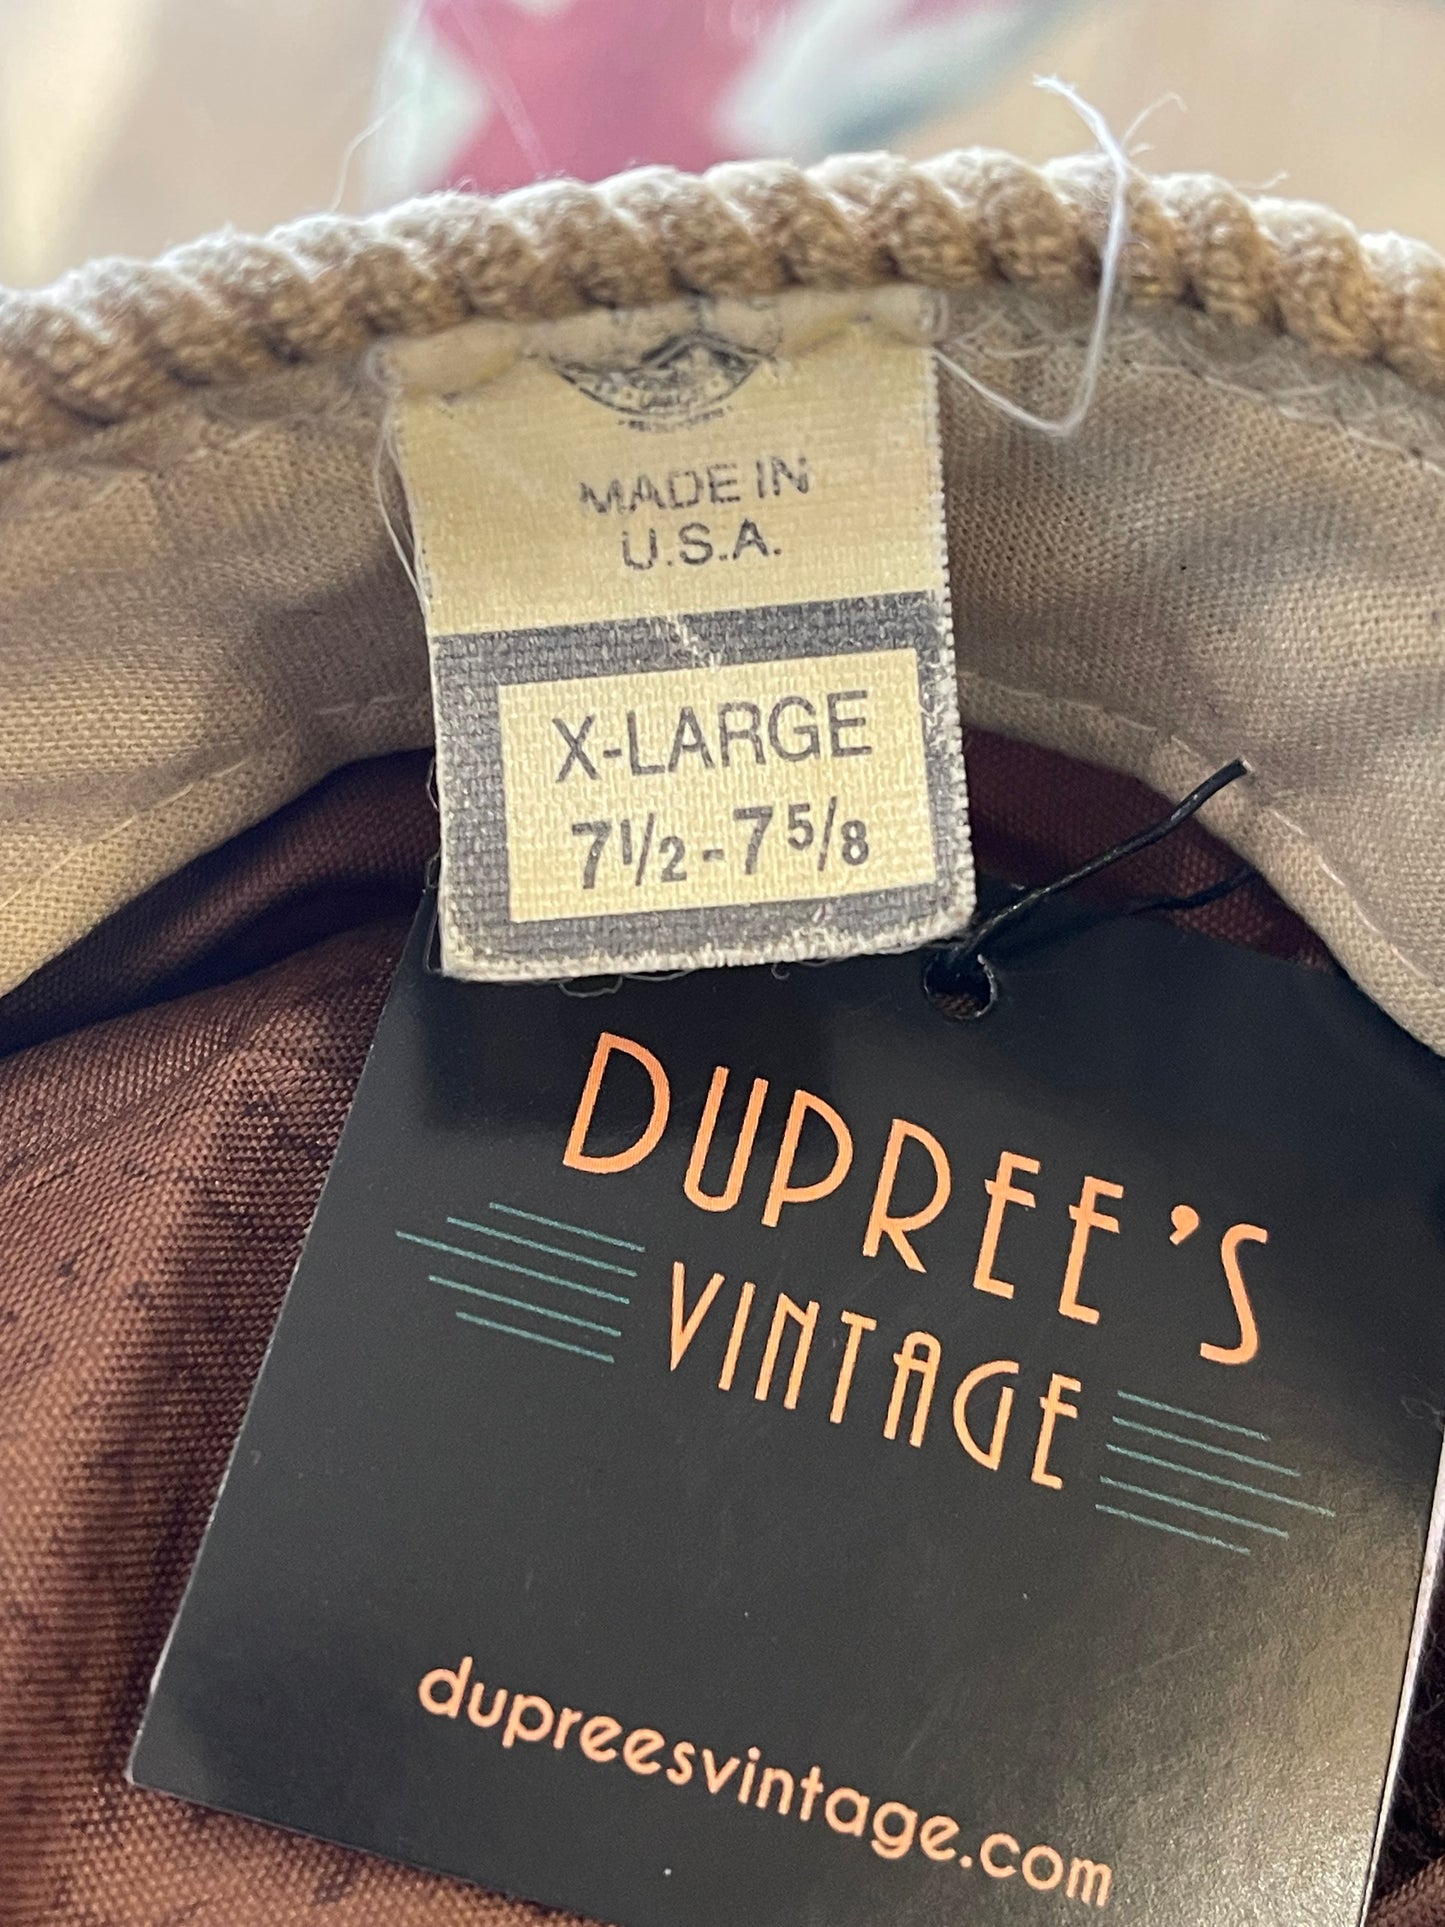 MADE IN
U.S.A.
X-LARGE
7 1/2 - 7 5/8
DUPREE'S
VINTAGE
dupreesvintage.com